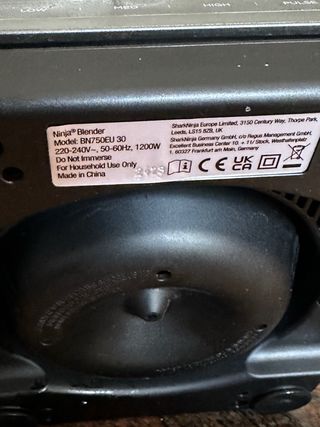 LOW MED HIGH PULSE
Ninja® Blender
Model: BN750EU 30
220-240V~, 50-60Hz, 1200W
Do Not Immerse
For Household Use Only
Made in China
SharkNinja Europe Limited, 3150 Century Way, Thorpe Park,
Leeds, LS15 8ZB, UK
SharkNinja Germany GmbH, c/o Regus Management GmbH,
Excellent Business Center 10. + 11/ Stock, Westhafenplatz
1, 60327 Frankfurt am Main, Germany
CE UK CA